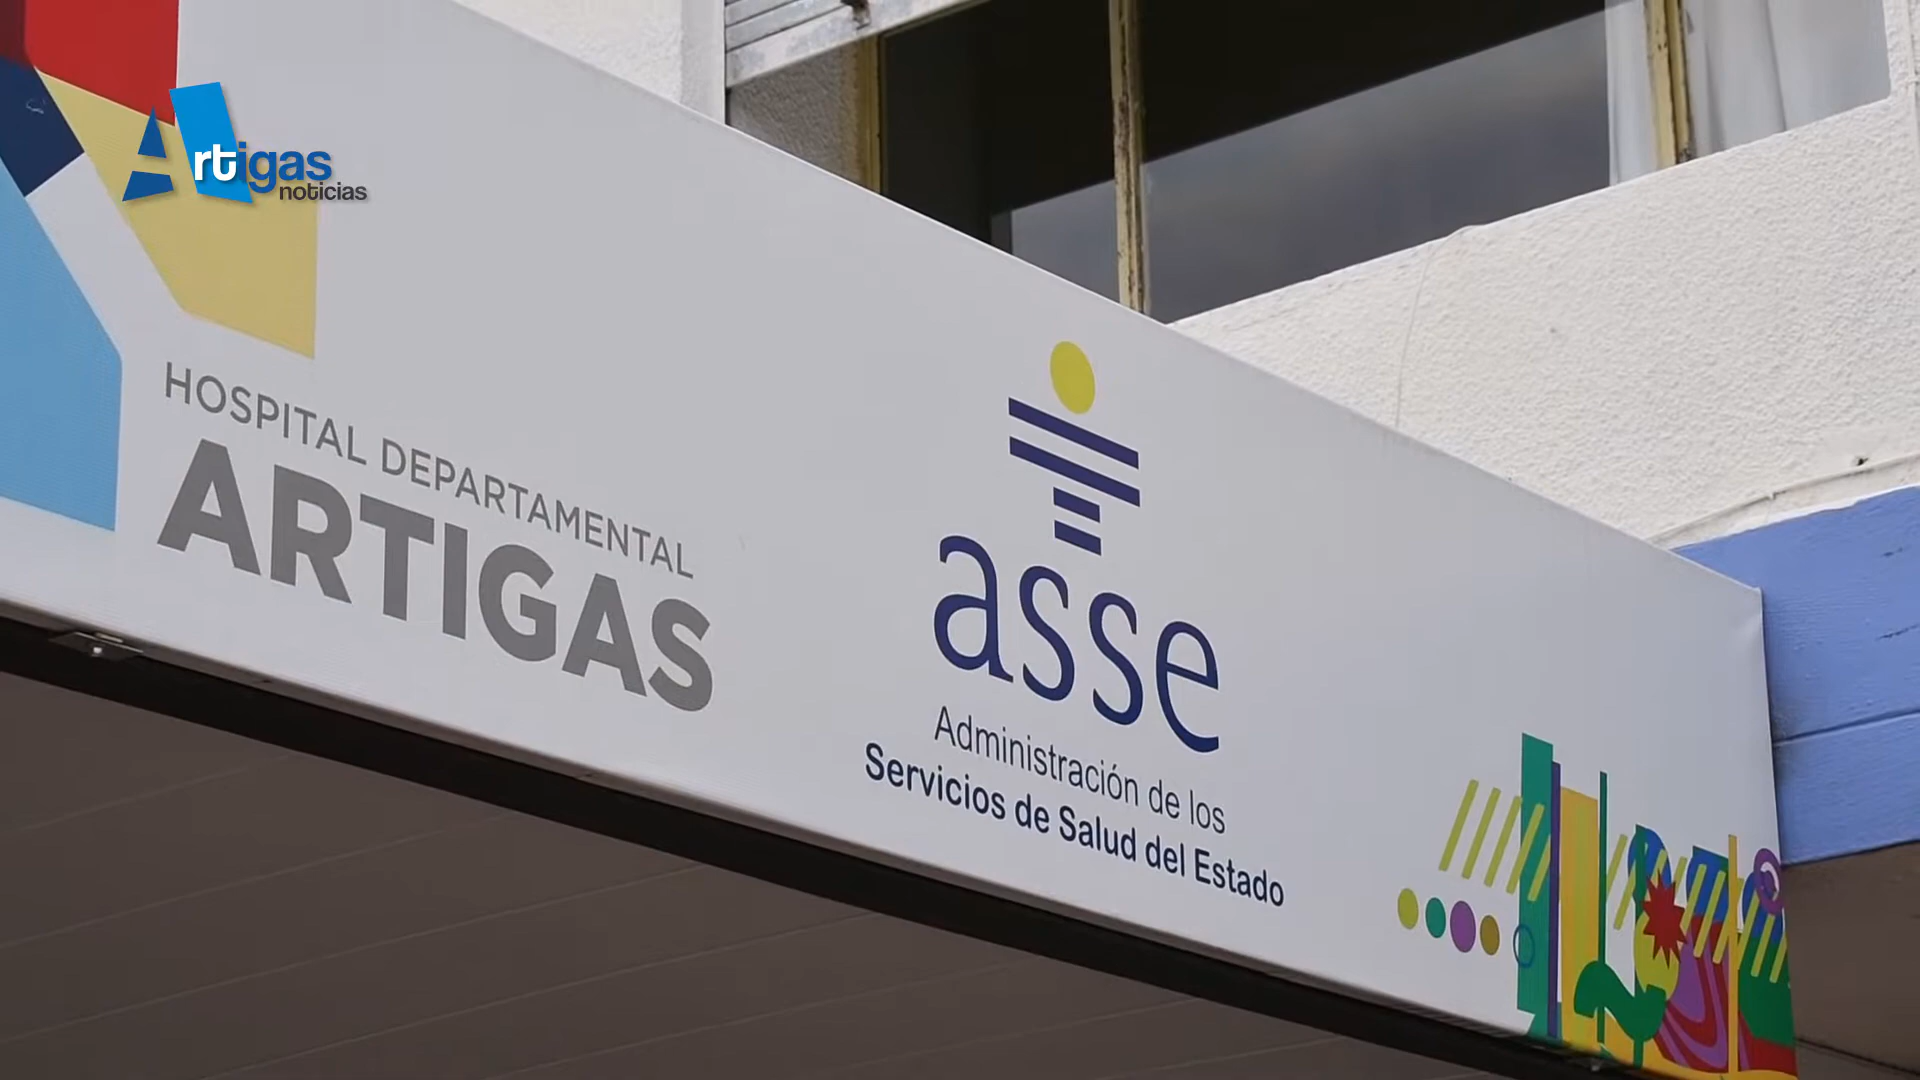 Artigas
noticias
HOSPITAL DEPARTAMENTAL
ARTIGAS
asse
Administración de los
Servicios de Salud del Estado